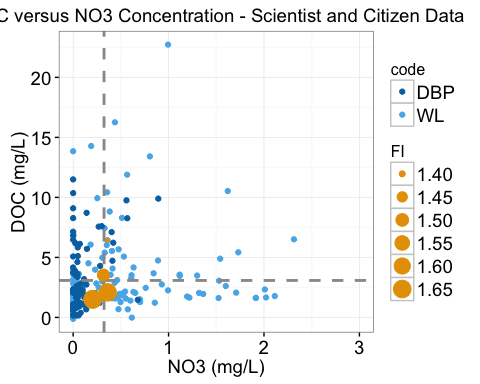 C versus NO3 Concentration - Scientist and Citizen Data
DOC (mg/L)
20
15
10
5
0
0 1 2 3
NO3 (mg/L)
code
DBP
WL
FI
1.40
1.45
1.50
1.55
1.60
1.65